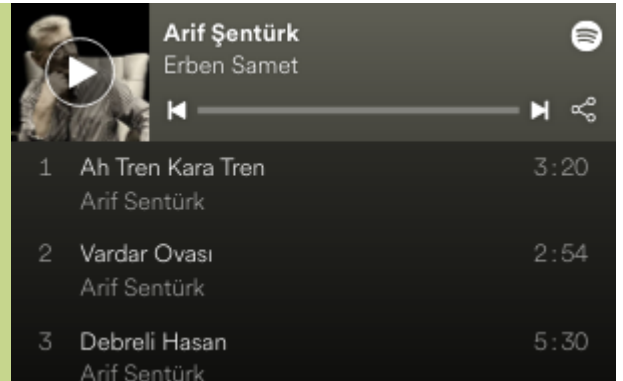 Arif Şentürk
Erben Samet
1 Ah Tren Kara Tren 3:20
Arif Sentürk
2 Vardar Ovası 2:54
Arif Sentürk
3 Debreli Hasan 5:30
Arif Sentürk